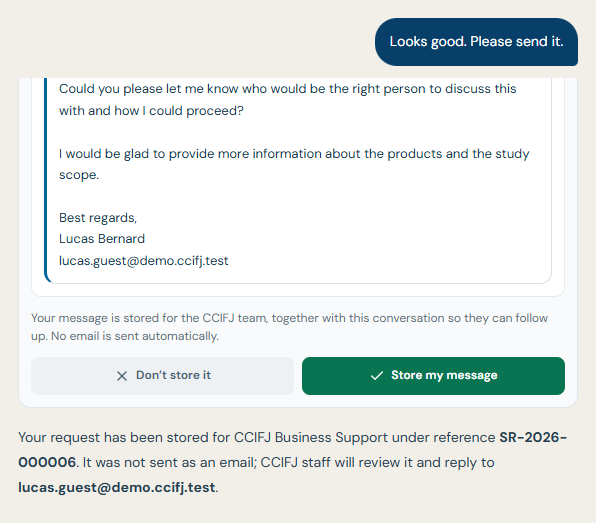 Looks good. Please send it.
Could you please let me know who would be the right person to discuss this
with and how I could proceed?
I would be glad to provide more information about the products and the study
scope.
Best regards,
Lucas Bernard
lucas.guest@demo.ccifj.test
Your message is stored for the CCIFJ team, together with this conversation so they can follow
up. No email is sent automatically.
Don’t store it
Store my message
Your request has been stored for CCIFJ Business Support under reference SR-2026-
000006. It was not sent as an email; CCIFJ staff will review it and reply to
lucas.guest@demo.ccifj.test.